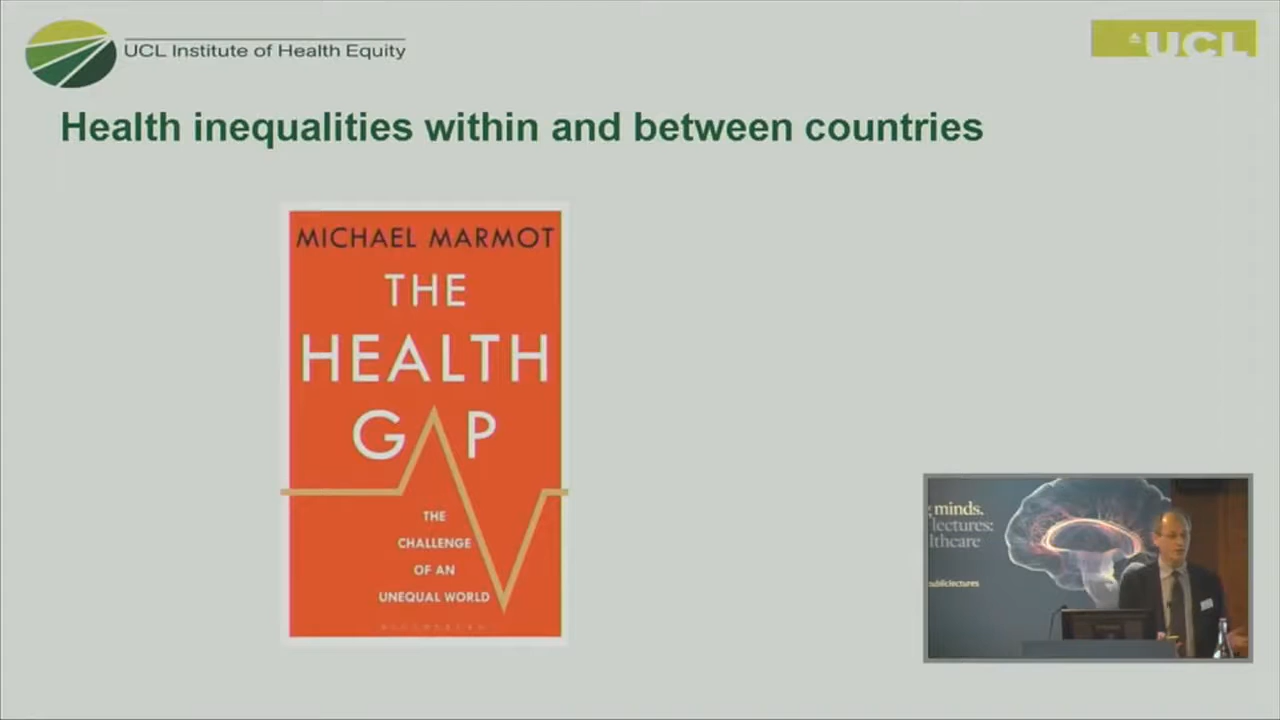 UCL Institute of Health Equity
UCL
Health inequalities within and between countries
MICHAEL MARMOT
THE
HEALTH
GAP
THE
CHALLENGE
OF AN
UNEQUAL WORLD
BLOOMSBURY
minds.
lectures:
lthcare
publiclectures